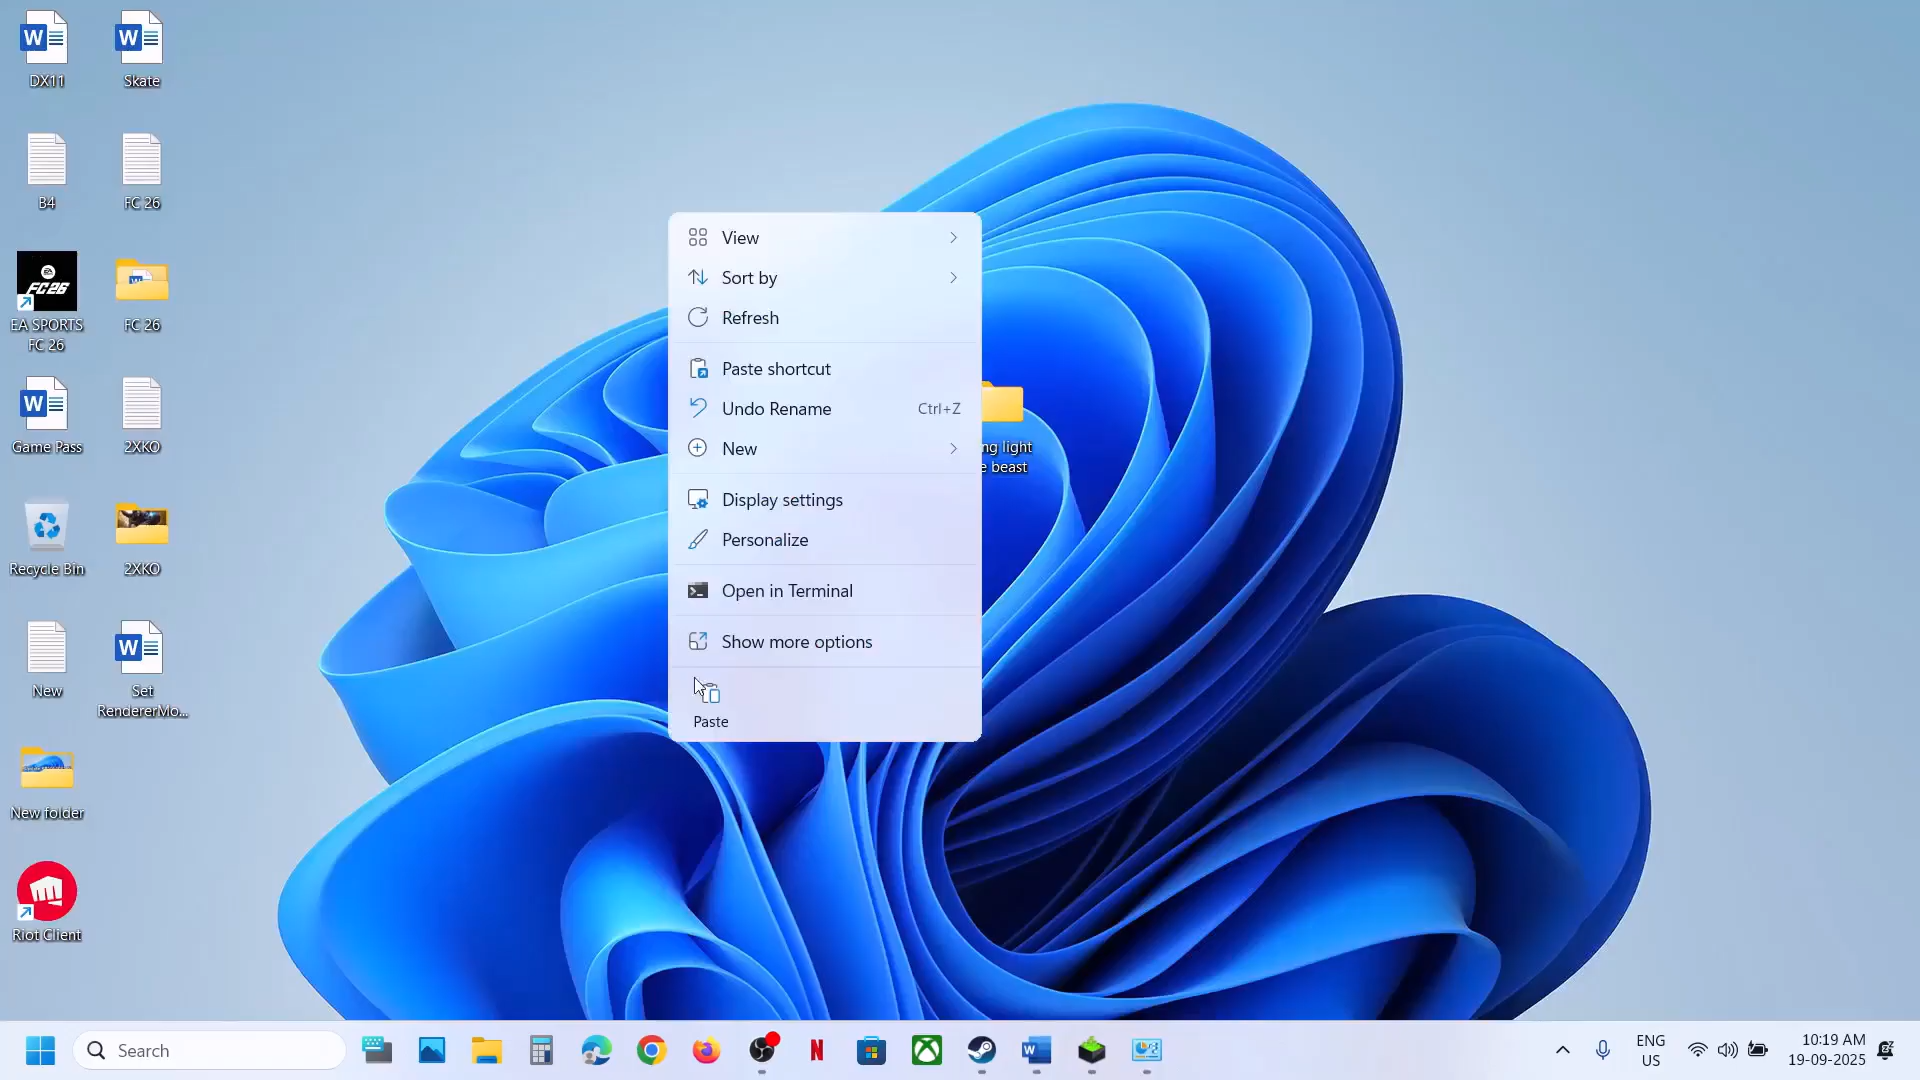 DX11
Skate
B4
FC 26
EA SPORTS
FC 26
FC 26
Game Pass
2XKO
Recycle Bin
2XKO
New
Set
RendererMo...
New folder
Riot Client
View
Sort by
Refresh
Paste shortcut
Undo Rename Ctrl+Z
New
Display settings
Personalize
Open in Terminal
Show more options
Paste
ng light
e beast
Search
ENG
US
10:19 AM
19-09-2025